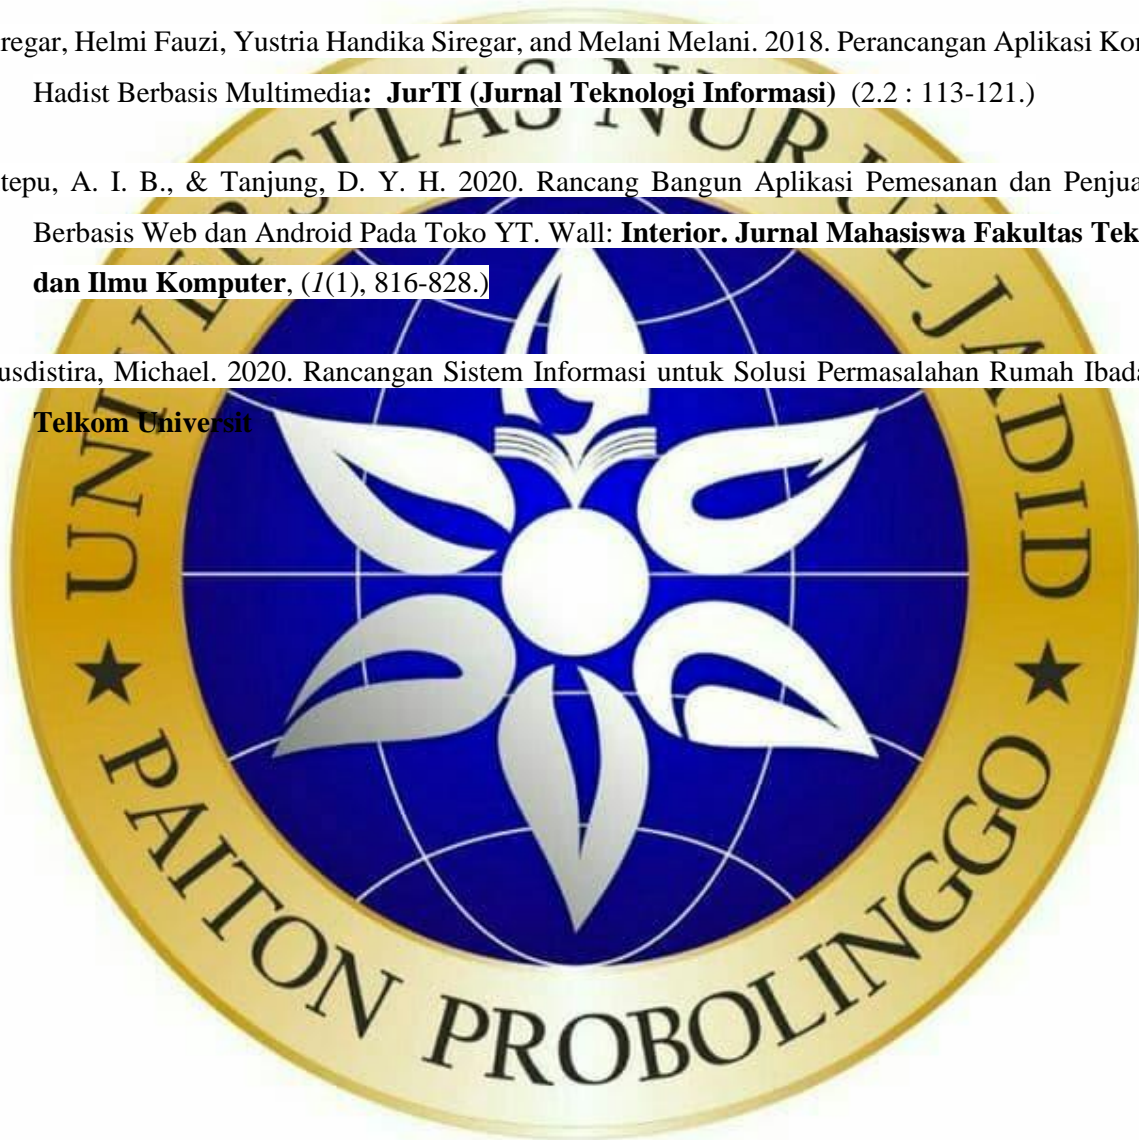 regar, Helmi Fauzi, Yustria Handika Siregar, and Melani Melani. 2018. Perancangan Aplikasi Kor
Hadist Berbasis Multimedia: JurTI (Jurnal Teknologi Informasi) (2.2 : 113-121.)
tepu, A. I. B., & Tanjung, D. Y. H. 2020. Rancang Bangun Aplikasi Pemesanan dan Penjua
Berbasis Web dan Android Pada Toko YT. Wall: Interior. Jurnal Mahasiswa Fakultas Tek
dan Ilmu Komputer, (1(1), 816-828.)
usdistira, Michael. 2020. Rancangan Sistem Informasi untuk Solusi Permasalahan Rumah Ibada
Telkom Universit
UNIVERSITAS NURUL JADID
★ PAITON PROBOLINGGO ★